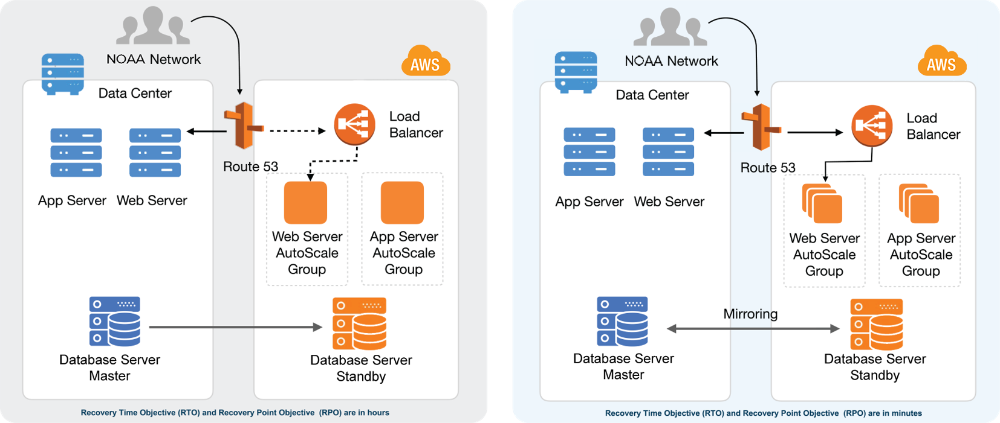 NOAA Network
AWS
Data Center
Load
Balancer
Route 53
App Server
Web Server
Web Server
AutoScale
Group
App Server
AutoScale
Group
Database Server
Master
Database Server
Standby
Recovery Time Objective (RTO) and Recovery Point Objective (RPO) are in hours
NOAA Network
AWS
Data Center
Load
Balancer
Route 53
App Server
Web Server
Web Server
AutoScale
Group
App Server
AutoScale
Group
Mirroring
Database Server
Master
Database Server
Standby
Recovery Time Objective (RTO) and Recovery Point Objective (RPO) are in minutes